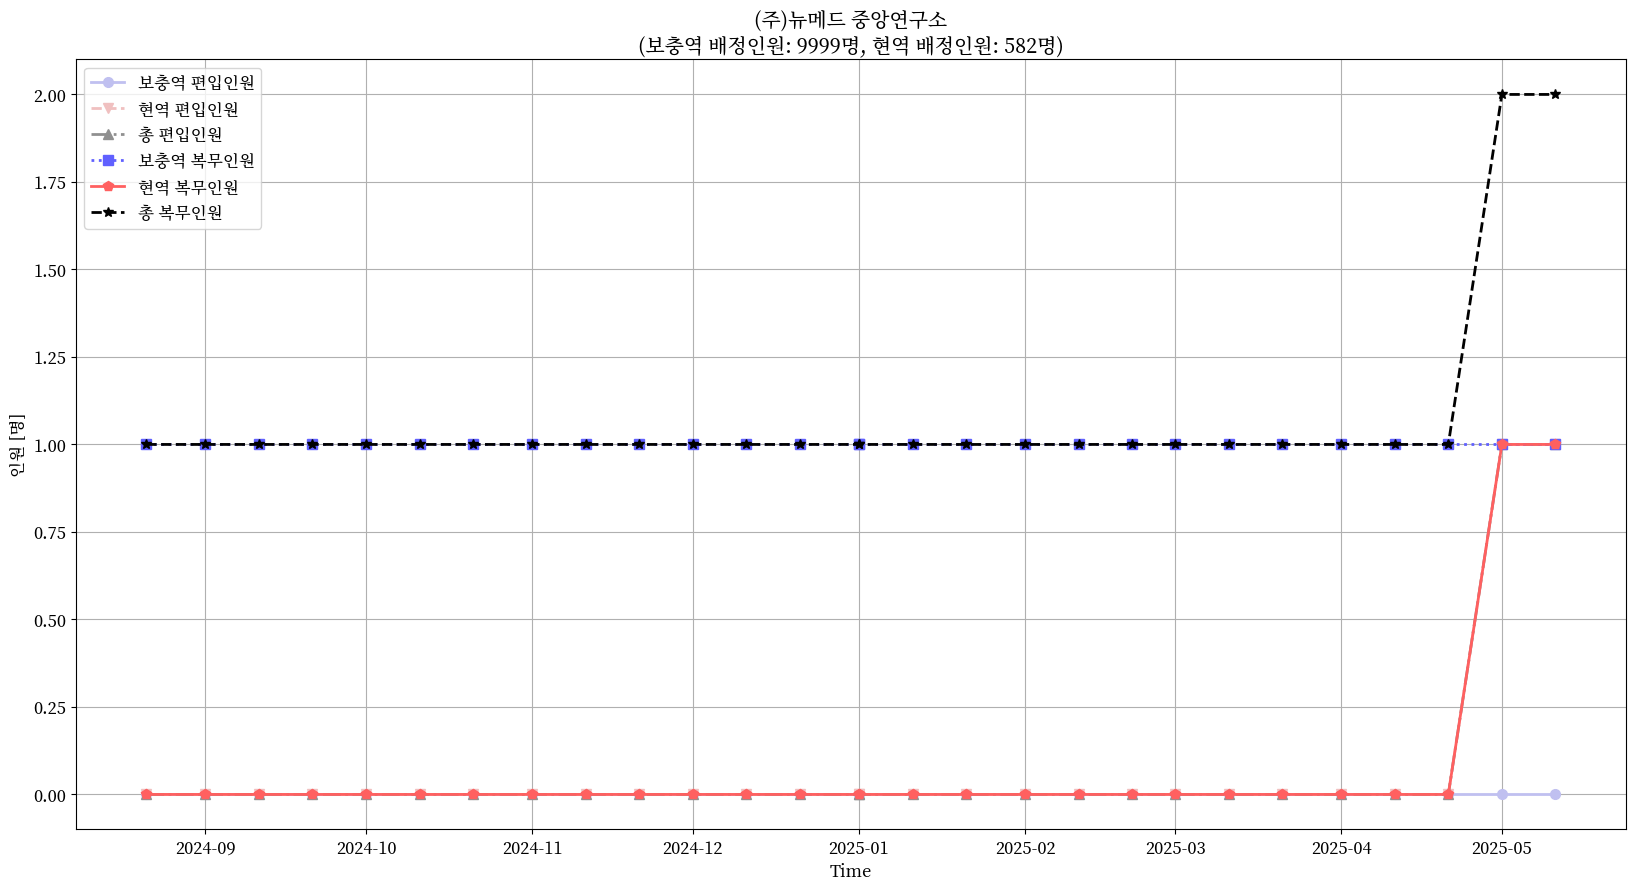 (주)뉴메드 중앙연구소
(보충역 배정인원: 9999명, 현역 배정인원: 582명)
보충역 편입인원
현역 편입인원
총 편입인원
보충역 복무인원
현역 복무인원
총 복무인원
인원 [명]
2.00
1.75
1.50
1.25
1.00
0.75
0.50
0.25
0.00
2024-09 2024-10 2024-11 2024-12 2025-01 2025-02 2025-03 2025-04 2025-05
Time